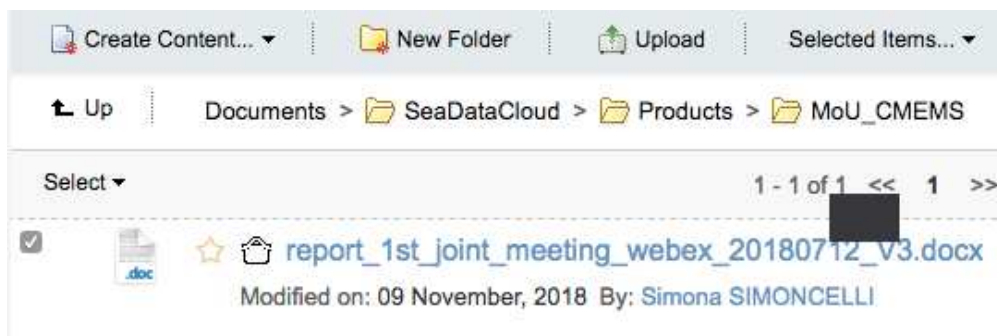 Create Content... New Folder Upload Selected Items...
Up Documents > SeaDataCloud > Products > MoU_CMEMS
Select 1 - 1 of 1 << 1 >>
.doc report_1st_joint_meeting_webex_20180712_V3.docx
Modified on: 09 November, 2018 By: Simona SIMONCELLI